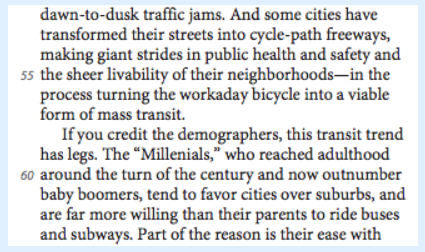 dawn-to-dusk traffic jams. And some cities have
transformed their streets into cycle-path freeways,
making giant strides in public health and safety and
55 the sheer livability of their neighborhoods—in the
process turning the workaday bicycle into a viable
form of mass transit.
If you credit the demographers, this transit trend
has legs. The “Millenials,” who reached adulthood
60 around the turn of the century and now outnumber
baby boomers, tend to favor cities over suburbs, and
are far more willing than their parents to ride buses
and subways. Part of the reason is their ease with